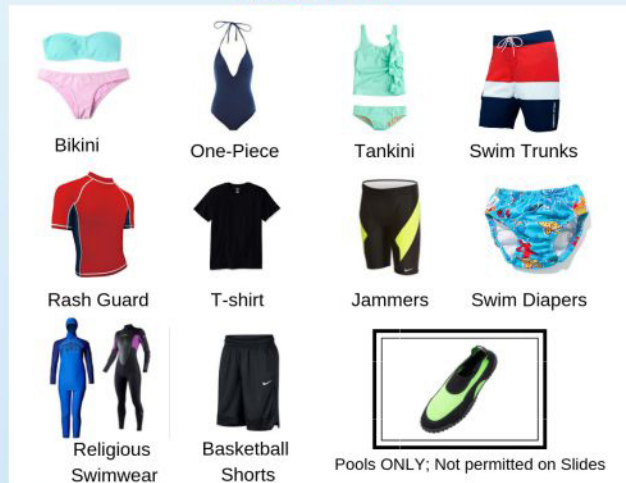 Bikini
One-Piece
Tankini
Swim Trunks
Rash Guard
T-shirt
Jammers
Swim Diapers
Religious
Swimwear
Basketball
Shorts
Pools ONLY; Not permitted on Slides